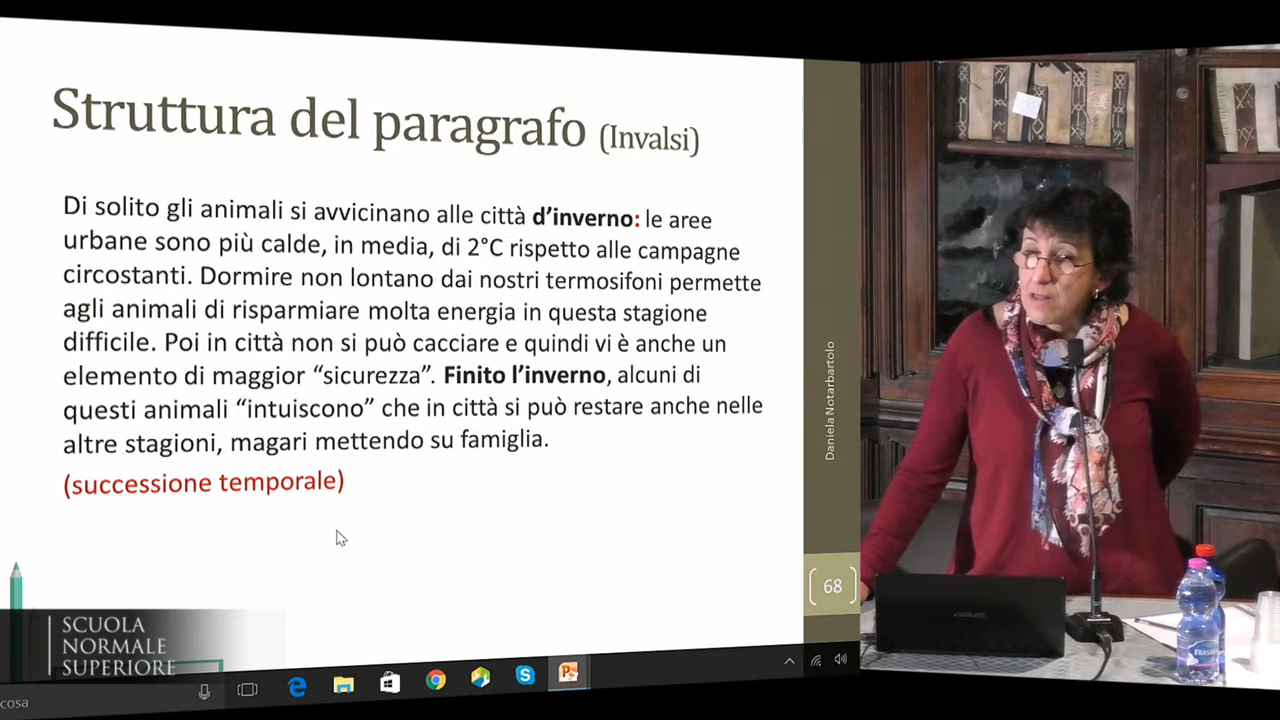 Struttura del paragrafo (Invalsi)
Di solito gli animali si avvicinano alle città d’inverno: le aree
urbane sono più calde, in media, di 2°C rispetto alle campagne
circostanti. Dormire non lontano dai nostri termosifoni permette
agli animali di risparmiare molta energia in questa stagione
difficile. Poi in città non si può cacciare e quindi vi è anche un
elemento di maggior “sicurezza”. Finito l’inverno, alcuni di
questi animali “intuiscono” che in città si può restare anche nelle
altre stagioni, magari mettendo su famiglia.
(successione temporale)
Daniela Notarbartolo
68
SCUOLA
NORMALE
SUPERIORE
cosa
ASUS